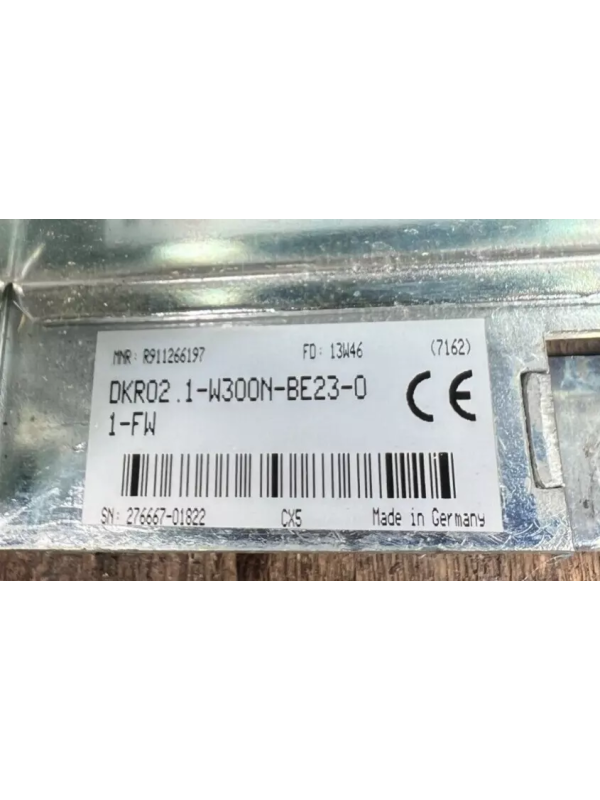 MNR: R911266197 FD: 13W46 (7162)
DKR02.1-W300N-BE23-0
1-FW
CE
SN: 276667-01822 CX5 Made in Germany